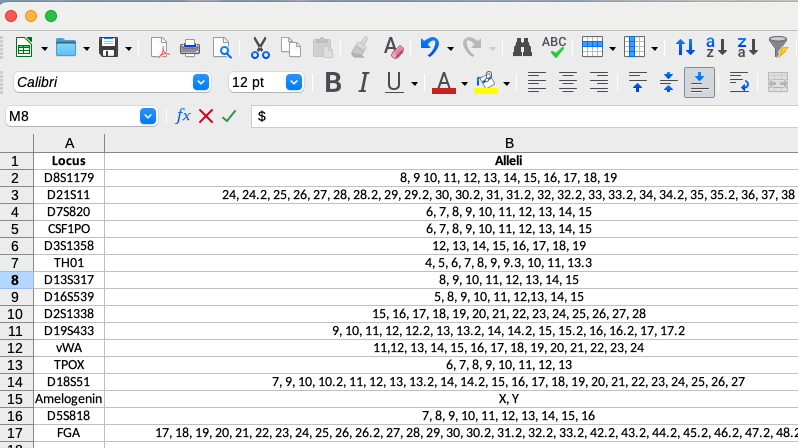 ABC
a z
z a
Calibri
12 pt
B I U A
M8
fx
$
A B
1 Locus Alleli
2 D8S1179 8, 9 10, 11, 12, 13, 14, 15, 16, 17, 18, 19
3 D21S11 24, 24.2, 25, 26, 27, 28, 28.2, 29, 29.2, 30, 30.2, 31, 31.2, 32, 32.2, 33, 33.2, 34, 34.2, 35, 35.2, 36, 37, 38
4 D7S820 6, 7, 8, 9, 10, 11, 12, 13, 14, 15
5 CSF1PO 6, 7, 8, 9, 10, 11, 12, 13, 14, 15
6 D3S1358 12, 13, 14, 15, 16, 17, 18, 19
7 TH01 4, 5, 6, 7, 8, 9, 9.3, 10, 11, 13.3
8 D13S317 8, 9, 10, 11, 12, 13, 14, 15
9 D16S539 5, 8, 9, 10, 11, 12,13, 14, 15
10 D2S1338 15, 16, 17, 18, 19, 20, 21, 22, 23, 24, 25, 26, 27, 28
11 D19S433 9, 10, 11, 12, 12.2, 13, 13.2, 14, 14.2, 15, 15.2, 16, 16.2, 17, 17.2
12 vWA 11,12, 13, 14, 15, 16, 17, 18, 19, 20, 21, 22, 23, 24
13 TPOX 6, 7, 8, 9, 10, 11, 12, 13
14 D18S51 7, 9, 10, 10.2, 11, 12, 13, 13.2, 14, 14.2, 15, 16, 17, 18, 19, 20, 21, 22, 23, 24, 25, 26, 27
15 Amelogenin X, Y
16 D5S818 7, 8, 9, 10, 11, 12, 13, 14, 15, 16
17 FGA 17, 18, 19, 20, 21, 22, 23, 24, 25, 26, 26.2, 27, 28, 29, 30, 30.2, 31.2, 32.2, 33.2, 42.2, 43.2, 44.2, 45.2, 46.2, 47.2, 48.2